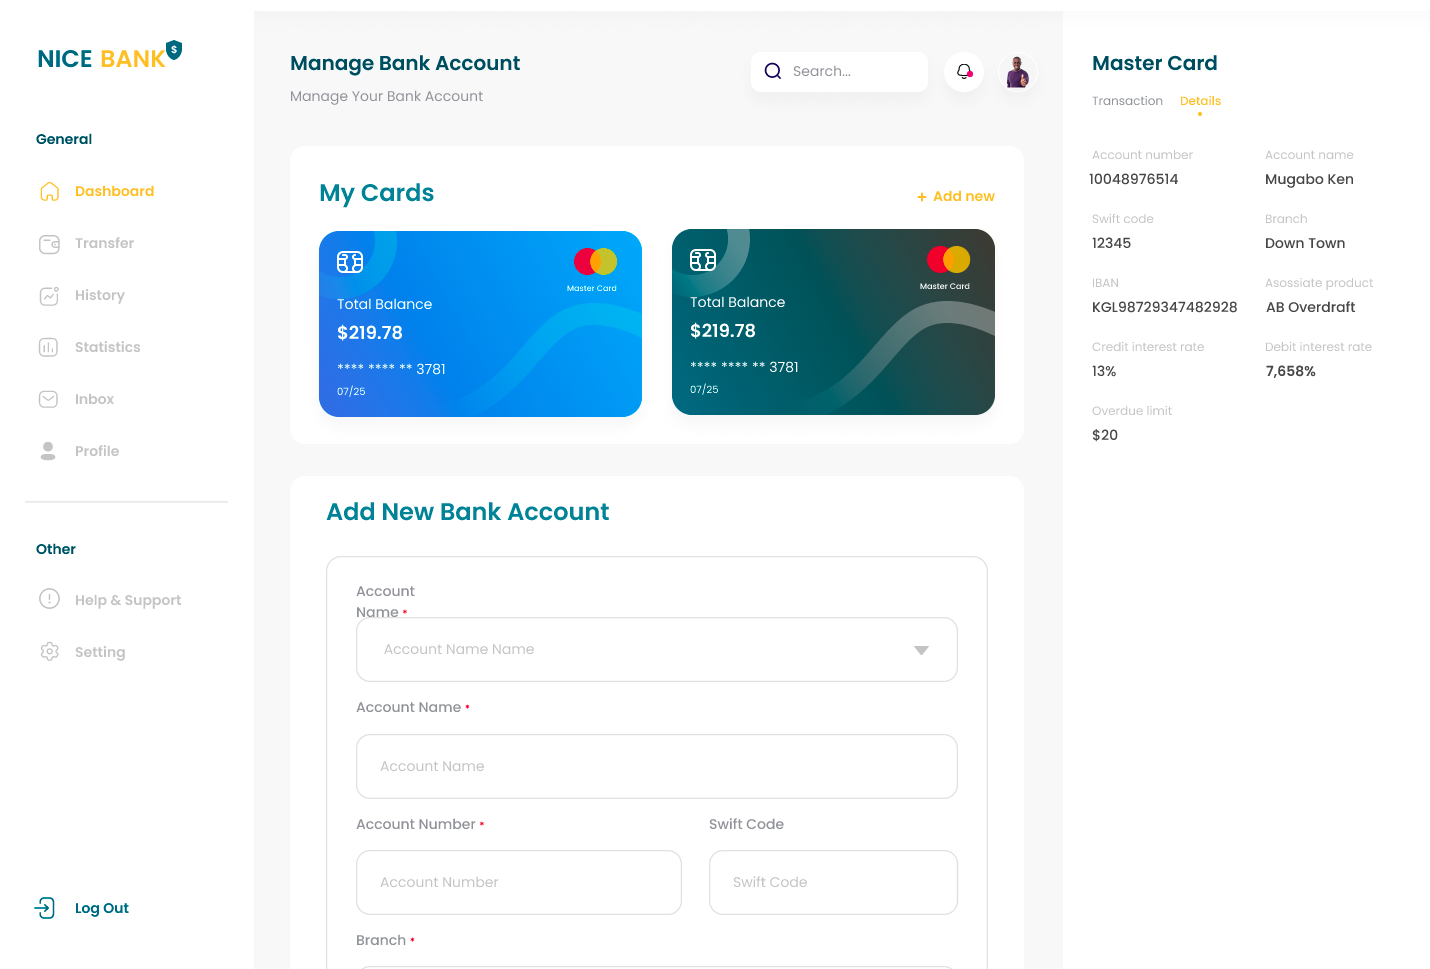 NICE BANK
$
General
Dashboard
Transfer
History
Statistics
Inbox
Profile
Other
Help & Support
Setting
Log Out
Manage Bank Account
Manage Your Bank Account
Search...
My Cards
+ Add new
Master Card
Total Balance
$219.78
**** **** ** 3781
07/25
Master Card
Total Balance
$219.78
**** **** ** 3781
07/25
Add New Bank Account
Account
Name •
Account Name Name
Account Name •
Account Name
Account Number •
Account Number
Swift Code
Swift Code
Branch •
Master Card
Transaction Details
Account number Account name
10048976514 Mugabo Ken
Swift code Branch
12345 Down Town
IBAN Asossiate product
KGL98729347482928 AB Overdraft
Credit interest rate Debit interest rate
13% 7,658%
Overdue limit
$20